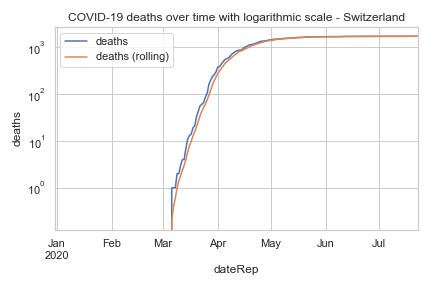 COVID-19 deaths over time with logarithmic scale - Switzerland
deaths
deaths (rolling)
10³
10²
10¹
10⁰
deaths
Jan Feb Mar Apr May Jun Jul
2020
dateRep